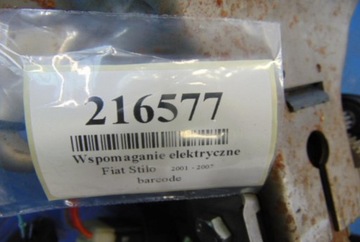 216577
Wspomaganie elektryczne
Fiat Stilo 2001 - 2007
barcode